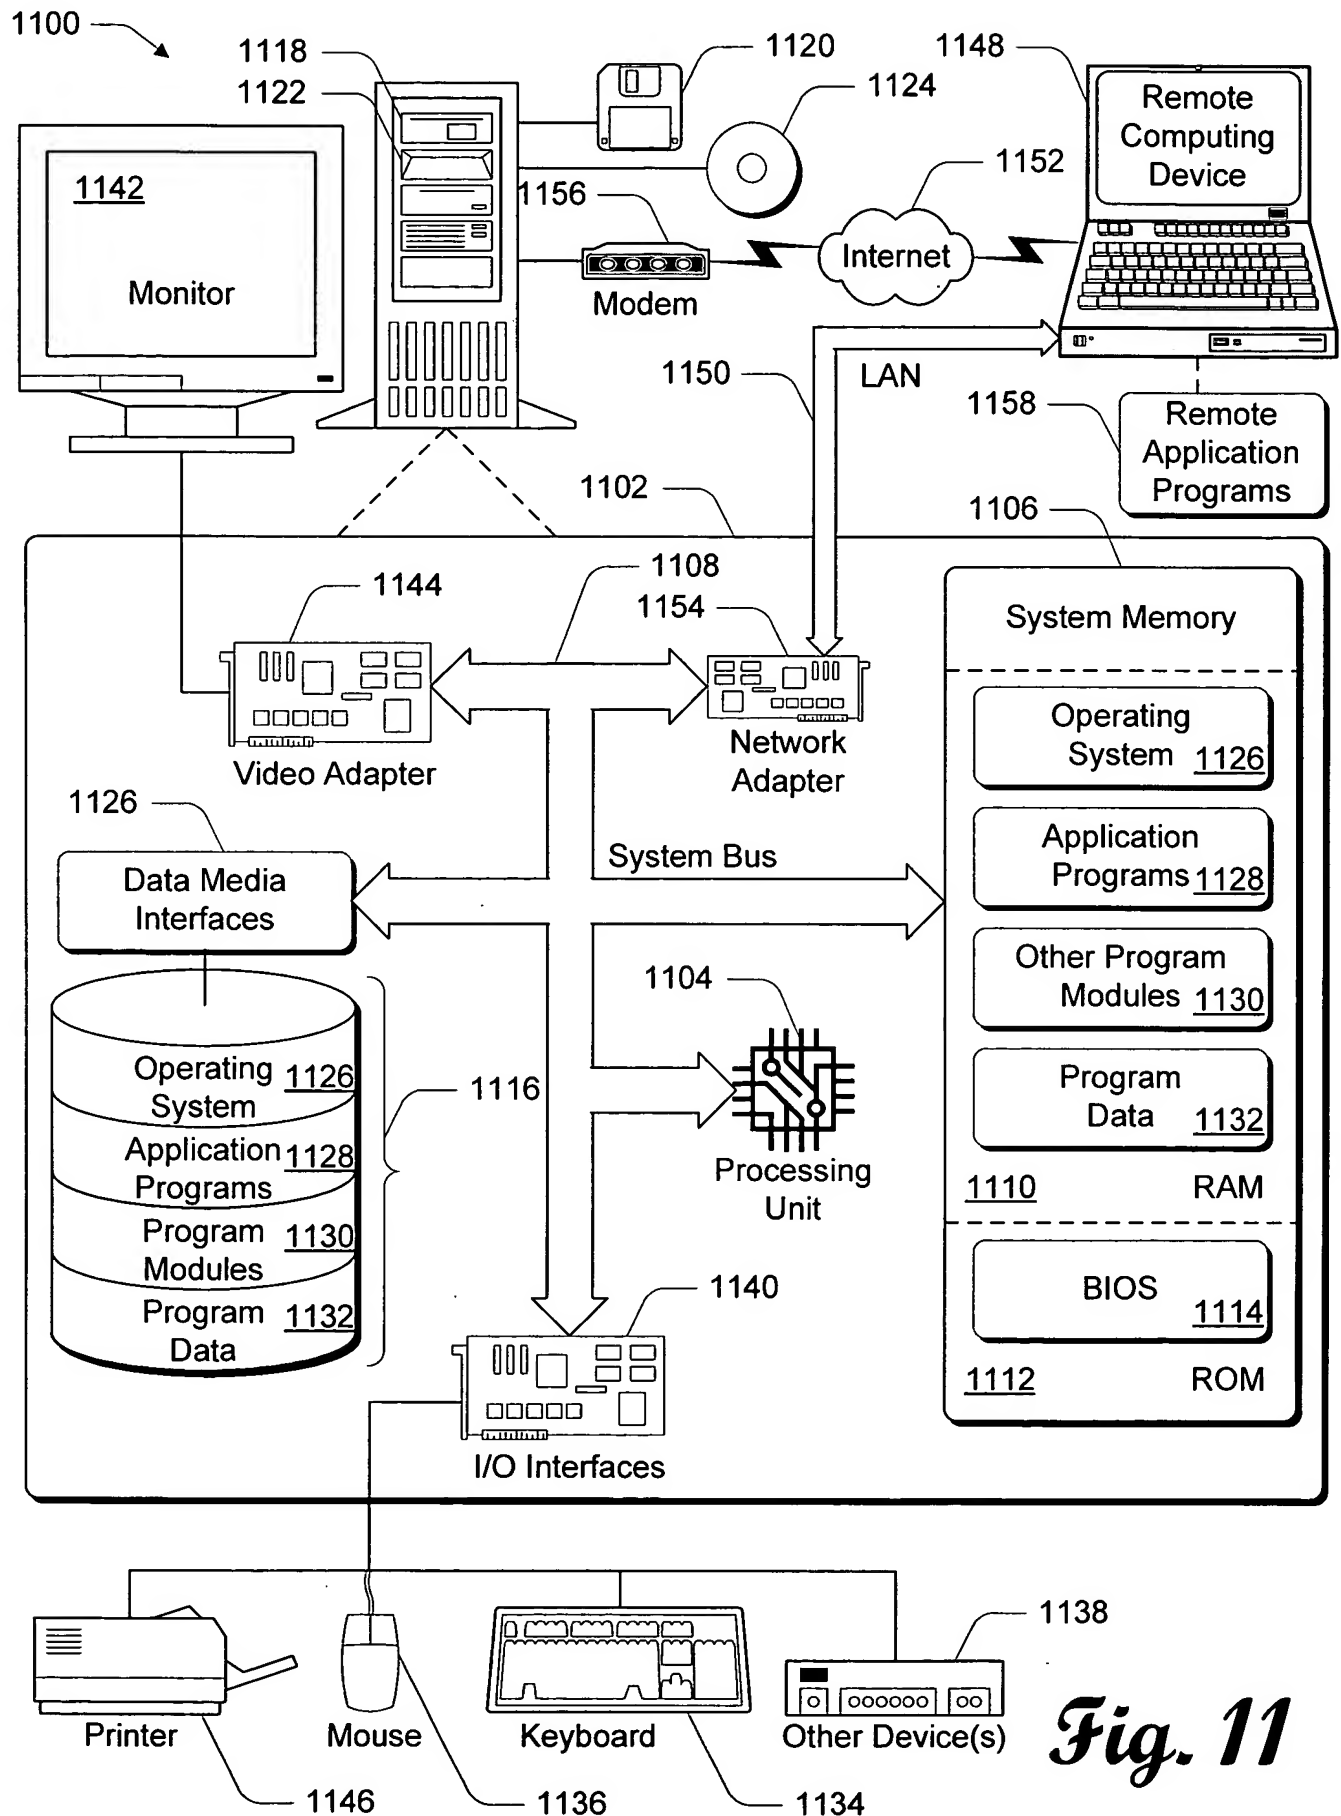 1100
1118
1122
1120
1124
1148
Remote
Computing
Device
1142
Monitor
1156
Modem
1152
Internet
1150
LAN
1158
Remote
Application
Programs
1102
1106
1108
1144
1154
System Memory
Video Adapter
Network
Adapter
Operating
System 1126
Application
Programs 1128
Other Program
Modules 1130
Program
Data 1132
1110 RAM
BIOS
1114
1112 ROM
1126
Data Media
Interfaces
System Bus
1104
Processing
Unit
Operating 1126
System
Application 1128
Programs
Program 1130
Modules
Program 1132
Data
1116
1140
I/O Interfaces
1138
Printer
Mouse
Keyboard
Other Device(s)
1146
1136
1134
Fig. 11